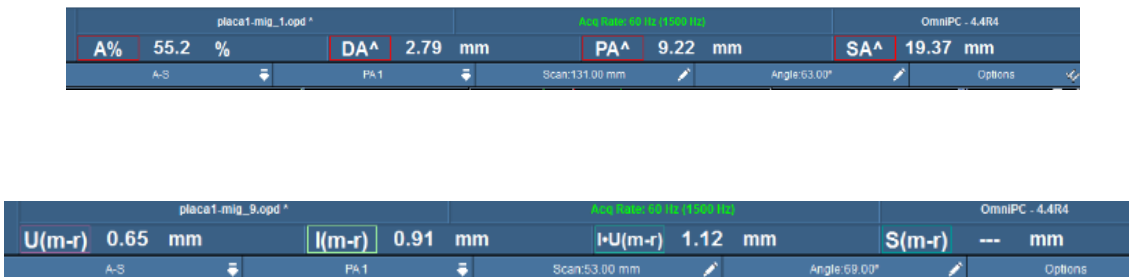 placa1-mig_1.opd * Acq Rate: 60 Hz (1500 Hz) OmniPC - 4.4R4
A% 55.2 % DA^ 2.79 mm PA^ 9.22 mm SA^ 19.37 mm
A-S PA 1 Scan:131.00 mm Angle:63.00° Options
placa1-mig_9.opd * Acq Rate: 60 Hz (1500 Hz) OmniPC - 4.4R4
U(m-r) 0.65 mm I(m-r) 0.91 mm I•U(m-r) 1.12 mm S(m-r) --- mm
A-S PA 1 Scan:53.00 mm Angle:69.00° Options